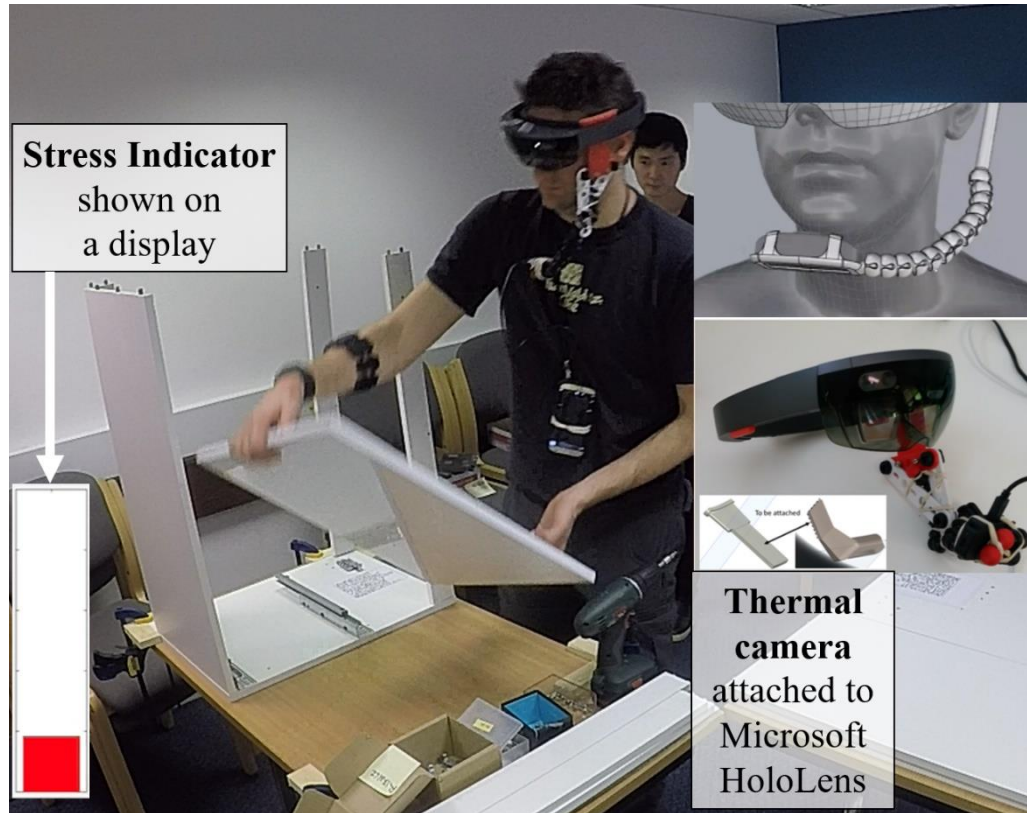 Stress Indicator
shown on
a display
To be attached
Thermal
camera
attached to
Microsoft
HoloLens